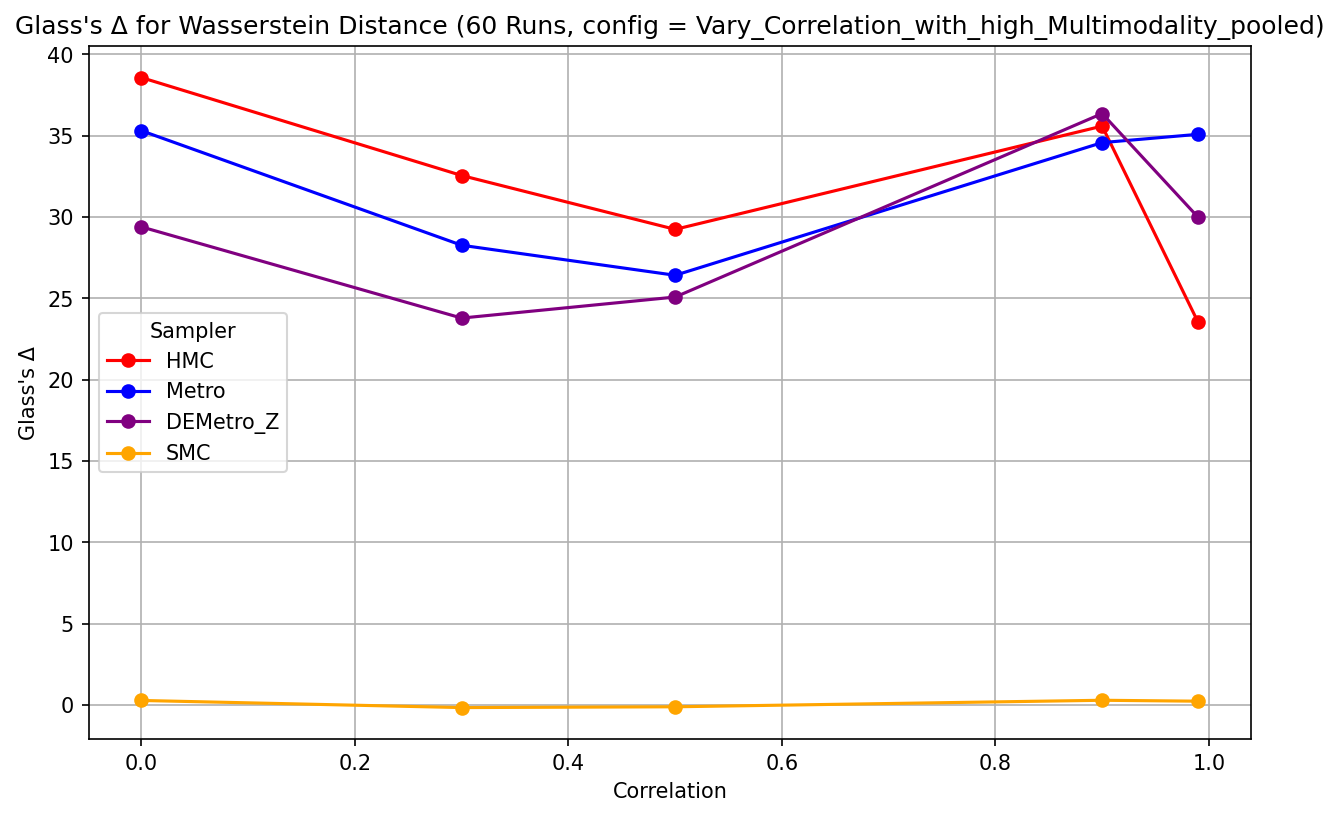 Glass's Δ for Wasserstein Distance (60 Runs, config = Vary_Correlation_with_high_Multimodality_pooled)
40
35
30
25
20
15
10
5
0
Glass's Δ
Sampler
HMC
Metro
DEMetro_Z
SMC
0.0
0.2
0.4
0.6
0.8
1.0
Correlation